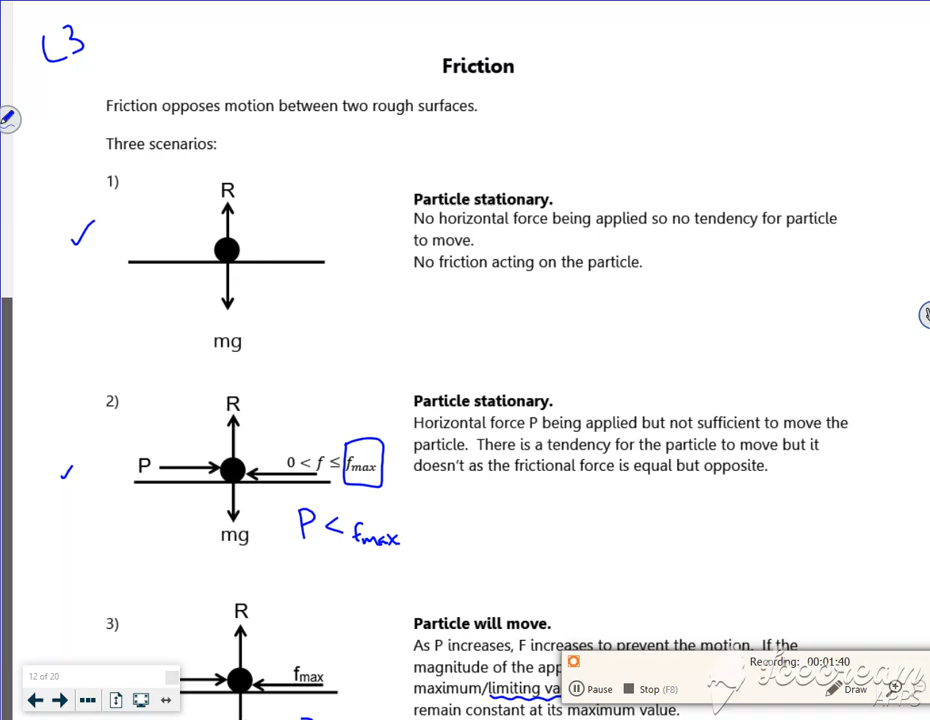 L3
Friction
Friction opposes motion between two rough surfaces.
Three scenarios:
1)
R
mg
Particle stationary.
No horizontal force being applied so no tendency for particle
to move.
No friction acting on the particle.
2)
R
P
0 < f ≤ fmax
mg
P < fmax
Particle stationary.
Horizontal force P being applied but not sufficient to move the
particle. There is a tendency for the particle to move but it
doesn't as the frictional force is equal but opposite.
3)
R
fmax
Particle will move.
As P increases, F increases to prevent the motion. If the
magnitude of the
maximum/limiting
remain constant at its maximum value.
12 of 20
Recording: 00:01:40
Pause
Stop (F8)
Draw
icecream
APPS